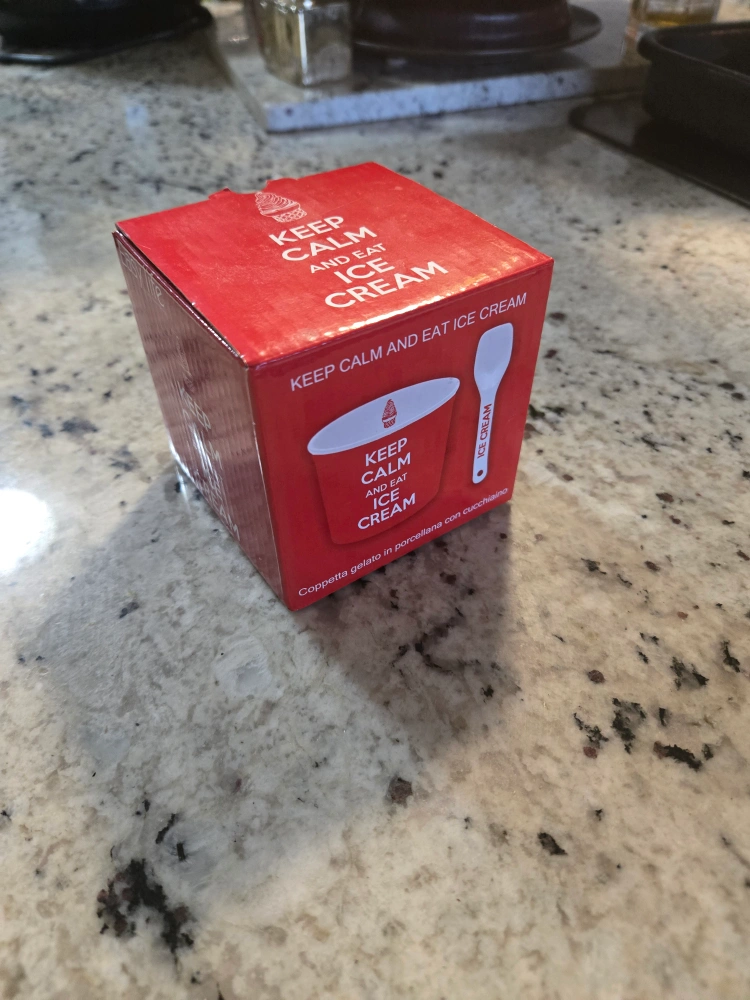 KEEP
CALM
AND EAT
ICE
CREAM
KEEP CALM AND EAT ICE CREAM
KEEP
CALM
AND EAT
ICE
CREAM
ICE CREAM
Coppetta gelato in porcellana con cucchiaino